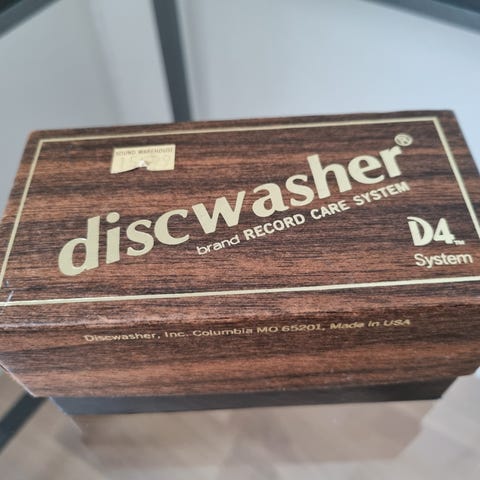 SOUND WAREHOUSE
discwasher®
brand RECORD CARE SYSTEM
D4™
System
Discwasher, Inc. Columbia MO 65201, Made in USA